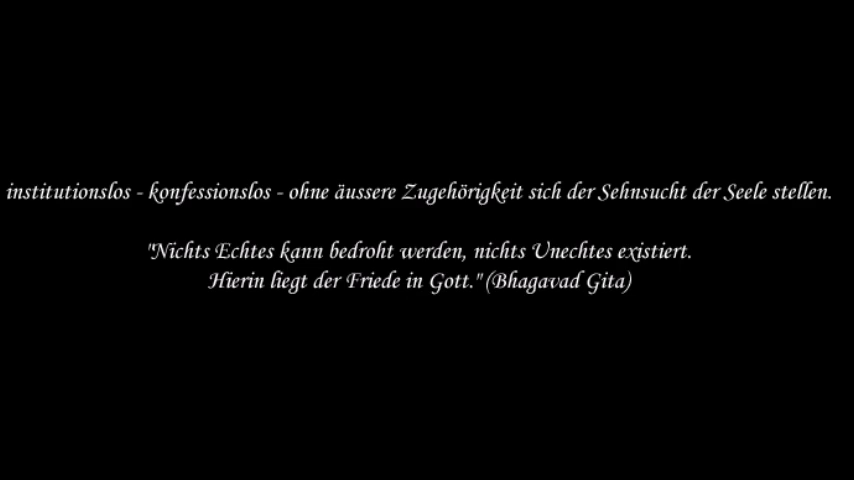 institutionslos - konfessionslos - ohne äussere Zugehörigkeit sich der Sehnsucht der Seele stellen.
"Nichts Echtes kann bedroht werden, nichts Unechtes existiert.
Hierin liegt der Friede in Gott." (Bhagavad Gita)